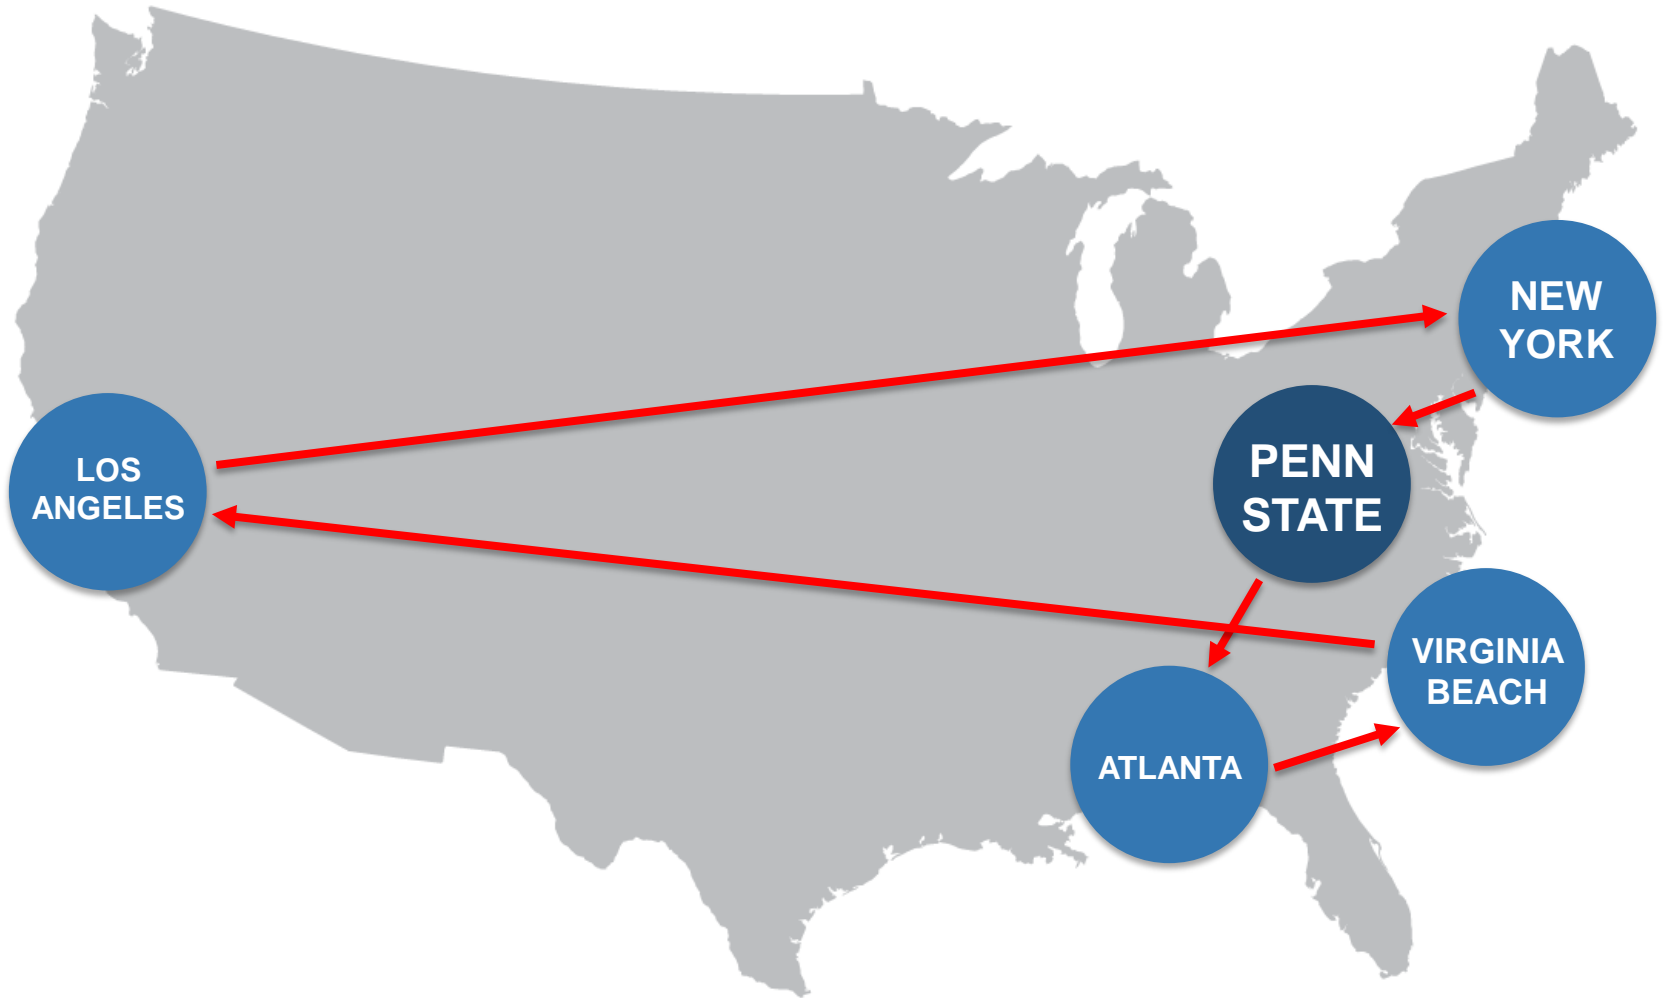 NEW
YORK
PENN
STATE
LOS
ANGELES
VIRGINIA
BEACH
ATLANTA